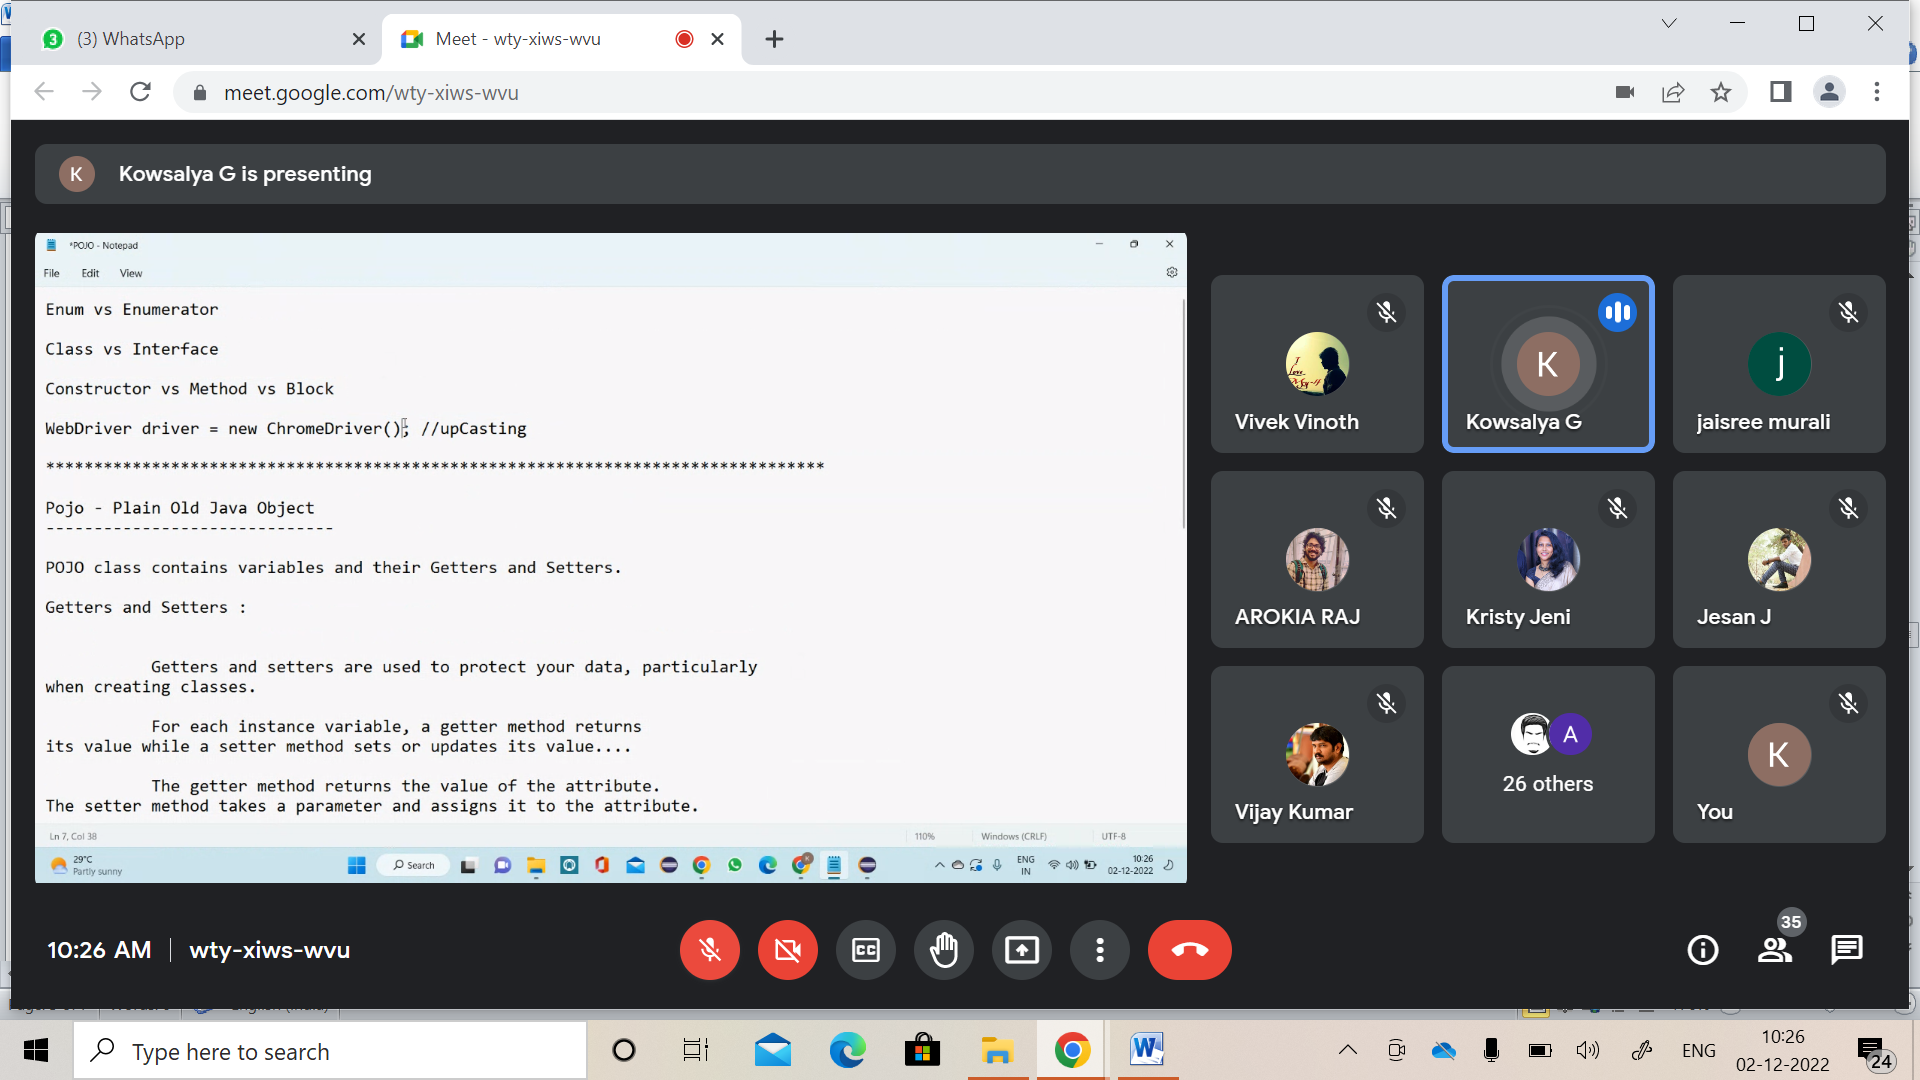 (3) WhatsApp
Meet - wty-xiws-wvu
meet.google.com/wty-xiws-wvu
K
Kowsalya G is presenting
*POJO - Notepad
File Edit View
Enum vs Enumerator
Class vs Interface
Constructor vs Method vs Block
WebDriver driver = new ChromeDriver(); //upCasting
*********************************************************************************
Pojo - Plain Old Java Object
------------------------------
POJO class contains variables and their Getters and Setters.
Getters and Setters :
Getters and setters are used to protect your data, particularly
when creating classes.
For each instance variable, a getter method returns
its value while a setter method sets or updates its value....
The getter method returns the value of the attribute.
The setter method takes a parameter and assigns it to the attribute.
Ln 7, Col 38 110% Windows (CRLF) UTF-8
29°C
Partly sunny
Search
ENG
IN
10:26
02-12-2022
Vivek Vinoth
K
Kowsalya G
j
jaisree murali
AROKIA RAJ
Kristy Jeni
Jesan J
Vijay Kumar
A
26 others
K
You
10:26 AM | wty-xiws-wvu
CC
35
Type here to search
ENG
10:26
02-12-2022
24